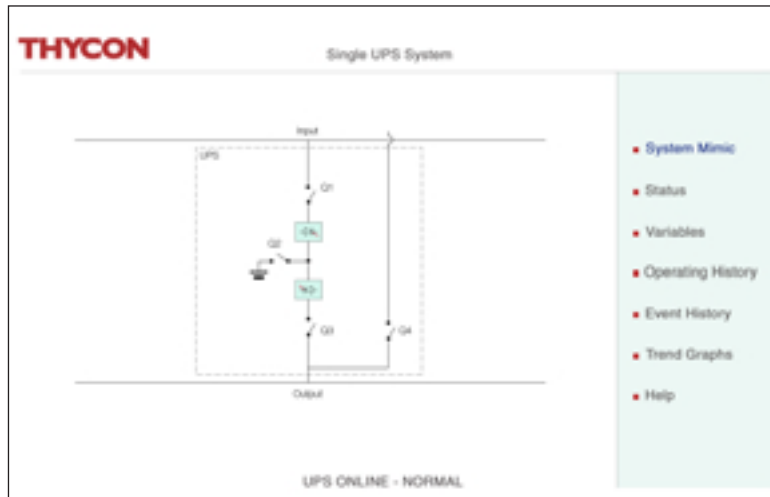 THYCON
Single UPS System
Input
UPS
Q1
Q2
Q3
Q4
Output
System Mimic
Status
Variables
Operating History
Event History
Trend Graphs
Help
UPS ONLINE - NORMAL